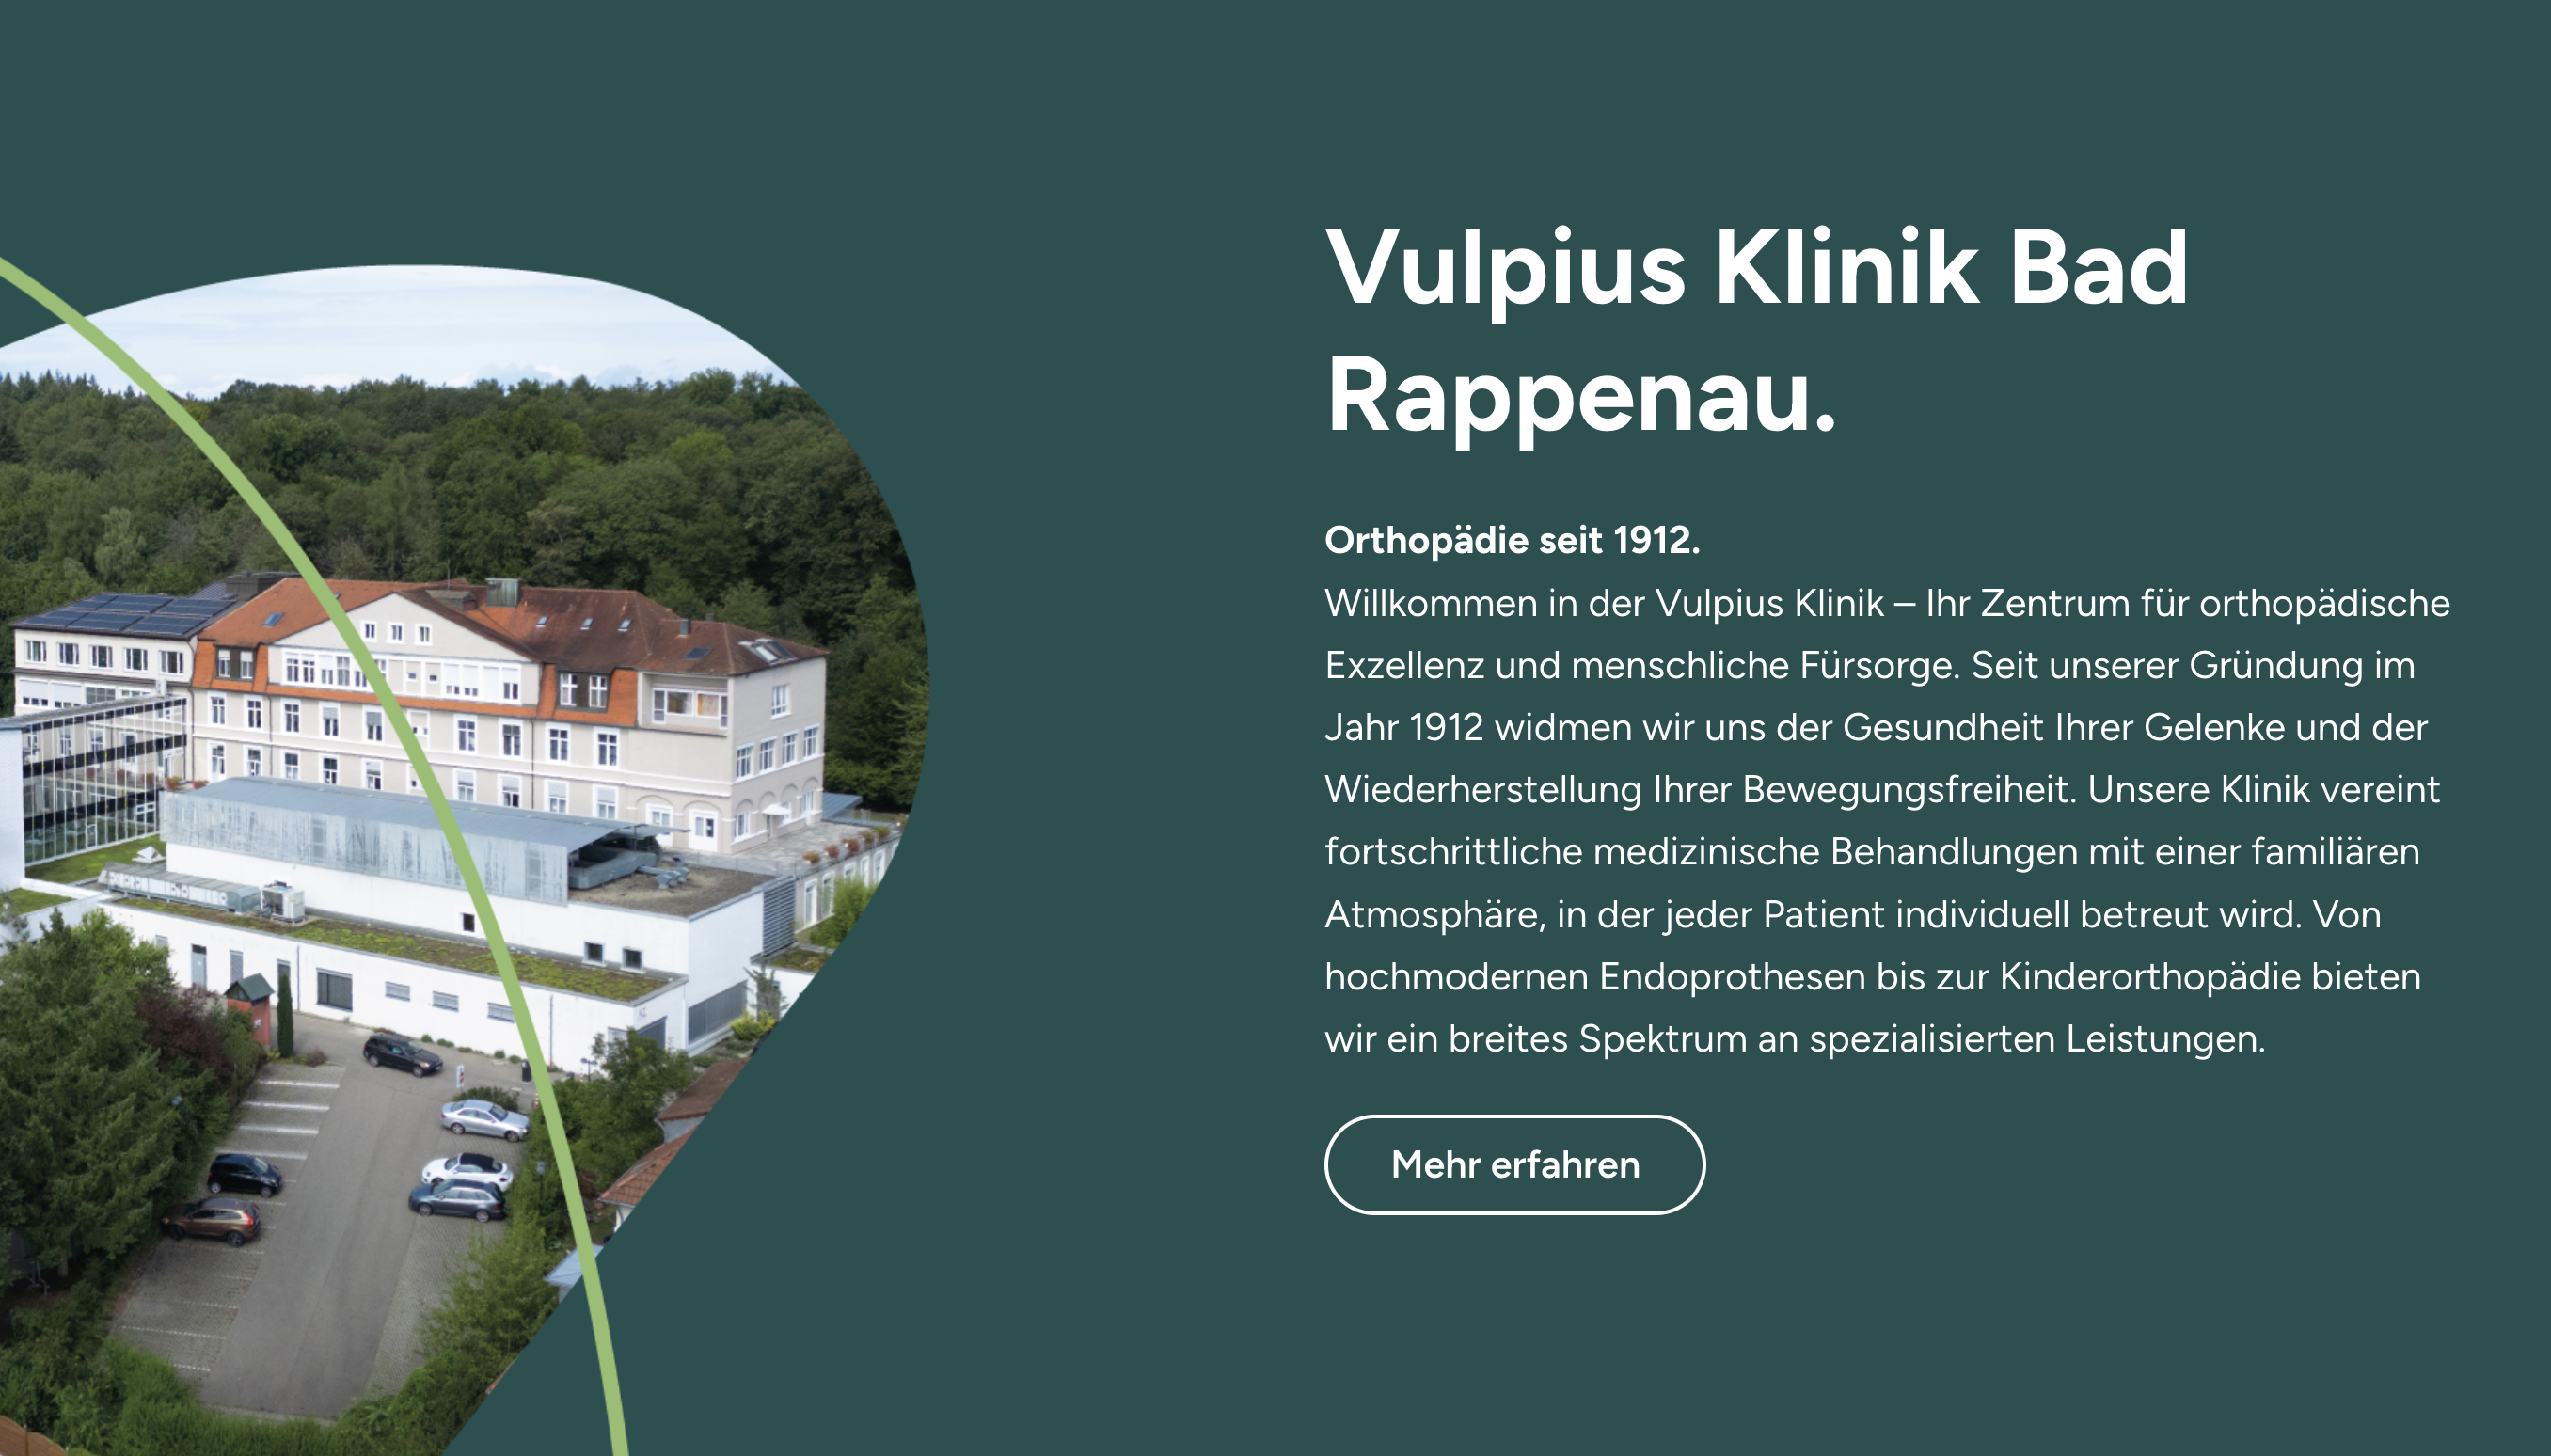 Vulpius Klinik Bad
Rappenau.
Orthopädie seit 1912.
Willkommen in der Vulpius Klinik – Ihr Zentrum für orthopädische
Exzellenz und menschliche Fürsorge. Seit unserer Gründung im
Jahr 1912 widmen wir uns der Gesundheit Ihrer Gelenke und der
Wiederherstellung Ihrer Bewegungsfreiheit. Unsere Klinik vereint
fortschrittliche medizinische Behandlungen mit einer familiären
Atmosphäre, in der jeder Patient individuell betreut wird. Von
hochmodernen Endoprothesen bis zur Kinderorthopädie bieten
wir ein breites Spektrum an spezialisierten Leistungen.
Mehr erfahren